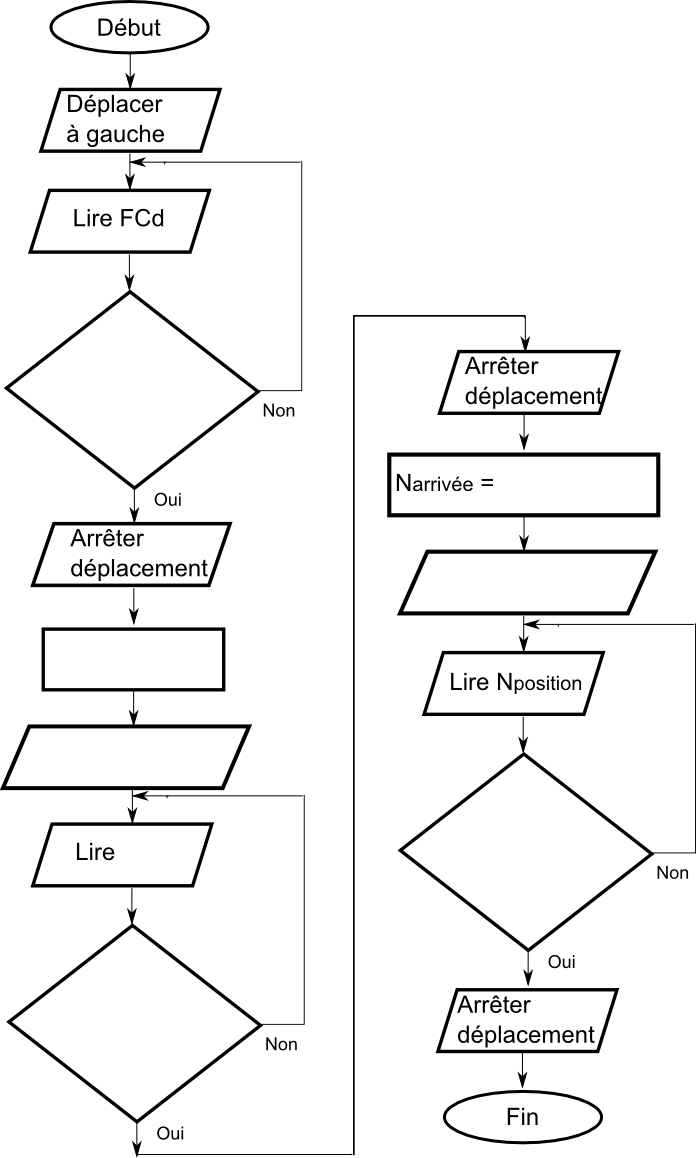 Début
Déplacer
à gauche
Lire FCd
Non
Oui
Arrêter
déplacement
Lire
Non
Oui
Arrêter
déplacement
Narrivée =
Lire Nposition
Non
Oui
Arrêter
déplacement
Fin